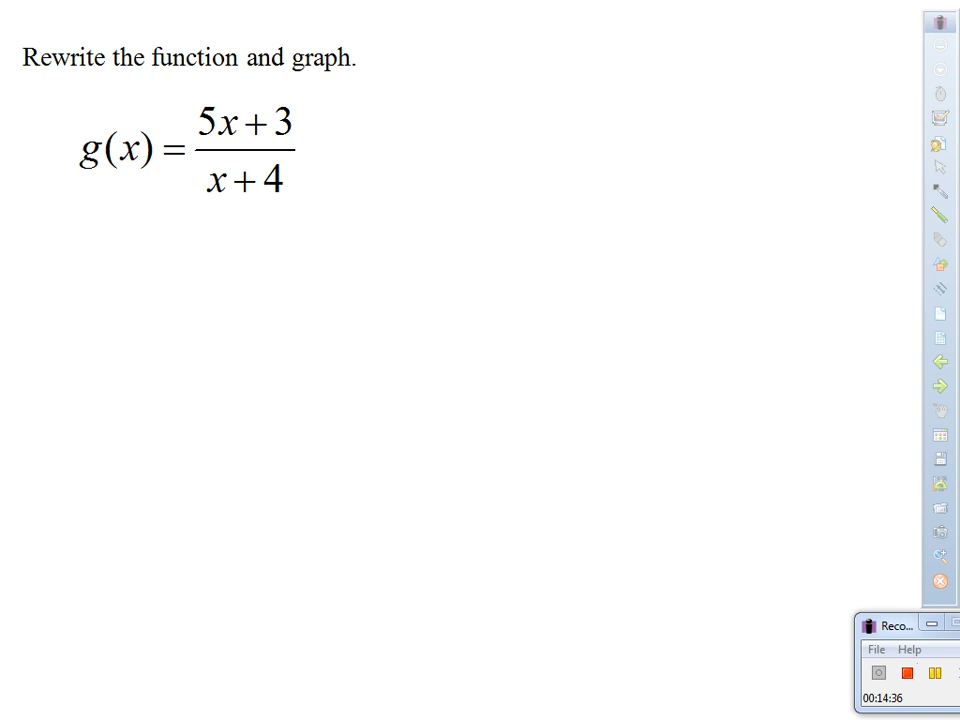 Rewrite the function and graph.
g(x) = (5x + 3)/(x + 4)
Reco...
File Help
00:14:36